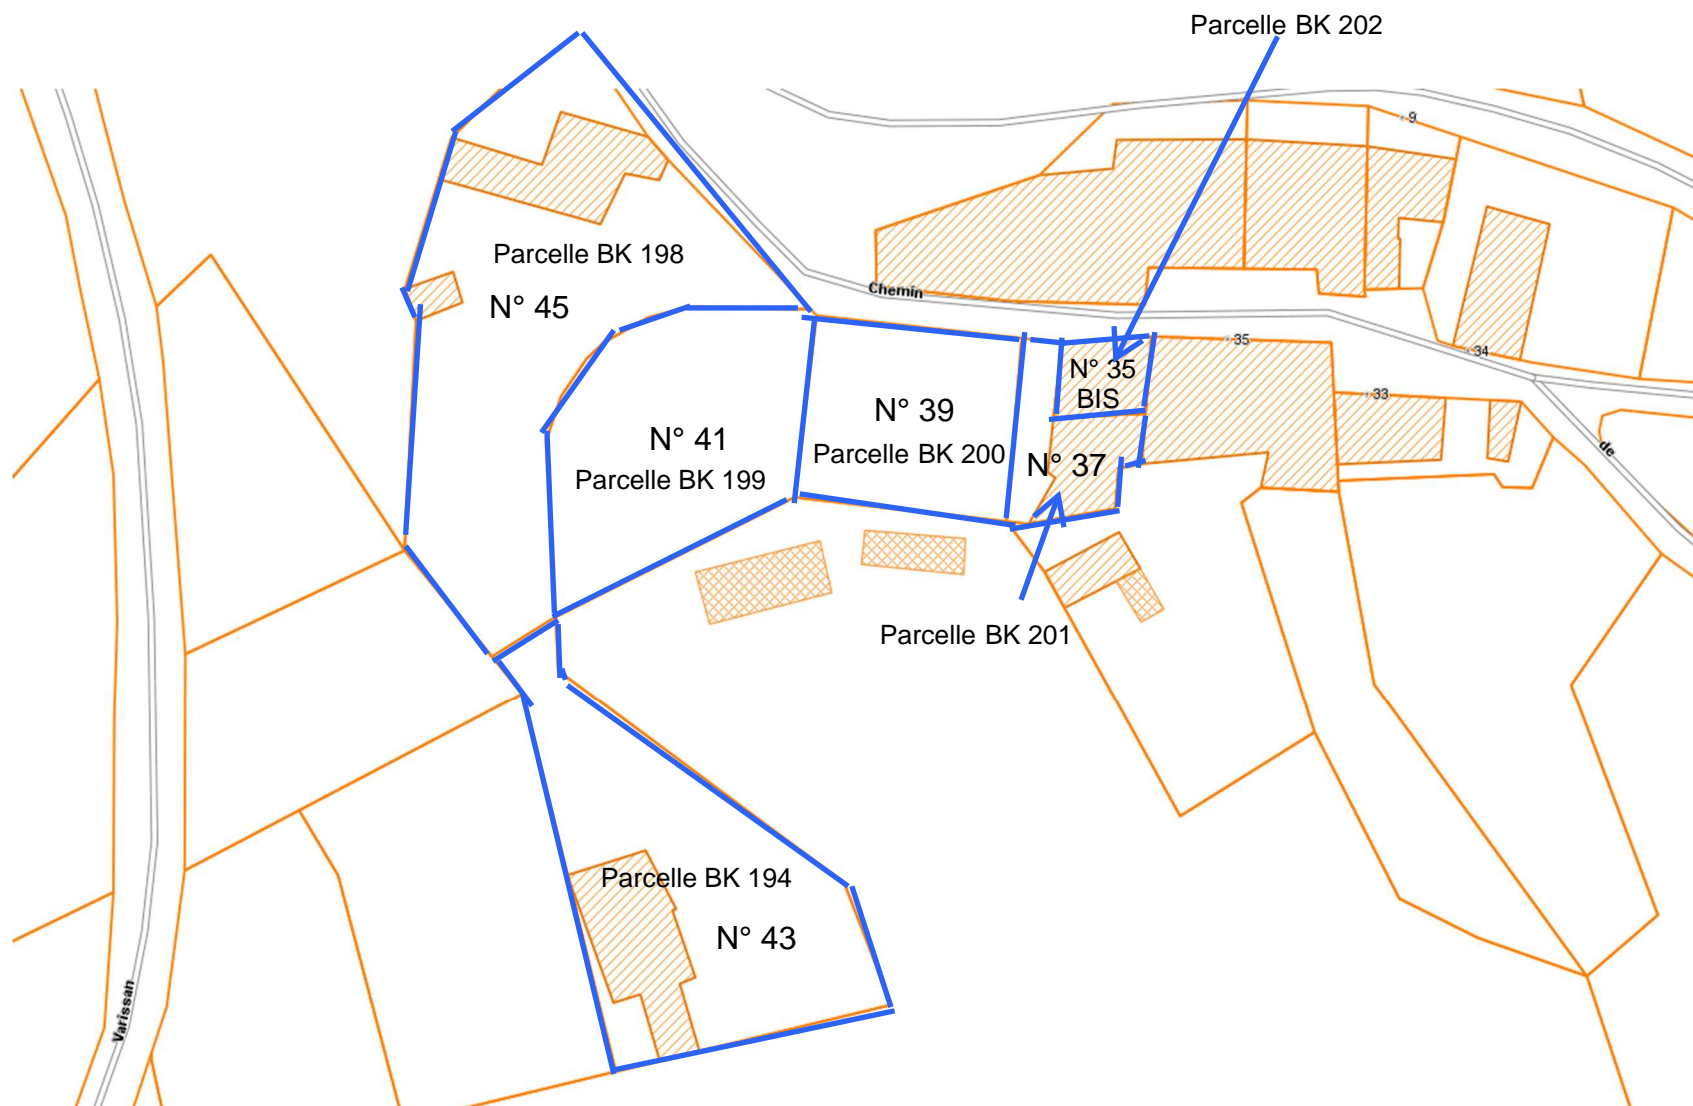 Parcelle BK 202
9
Parcelle BK 198
Chemin
N° 45
35
34
N° 35
BIS
33
N° 39
N° 41
Parcelle BK 200
de
N° 37
Parcelle BK 199
Parcelle BK 201
Parcelle BK 194
N° 43
Varissan